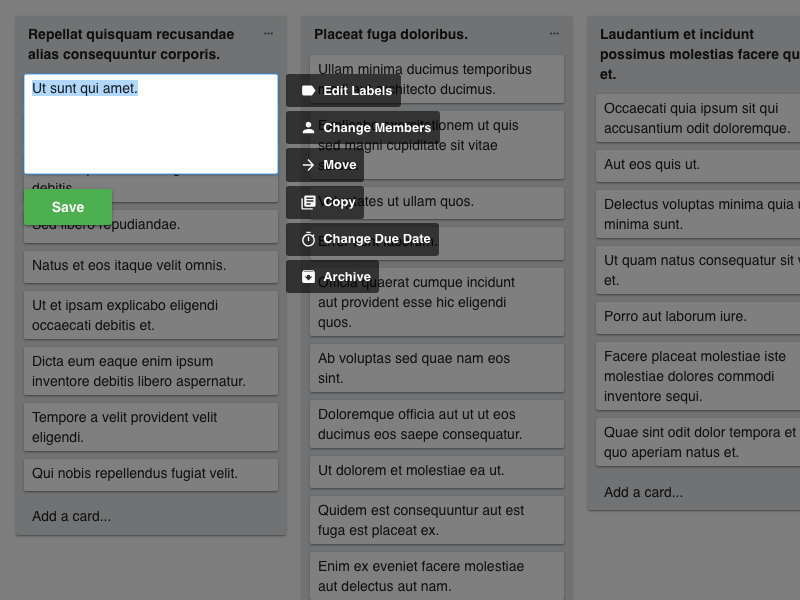 Repellat quisquam recusandae
alias consequuntur corporis.
...
Ut sunt qui amet.
debitis.
Save
Sed libero repudiandae.
Natus et eos itaque velit omnis.
Ut et ipsam explicabo eligendi
occaecati debitis et.
Dicta eum eaque enim ipsum
inventore debitis libero aspernatur.
Tempore a velit provident velit
eligendi.
Qui nobis repellendus fugiat velit.
Add a card...
Edit Labels
Change Members
Move
Copy
Change Due Date
Archive
Placeat fuga doloribus.
...
Ullam minima ducimus temporibus
architecto ducimus.
ut quis
sed magni cupiditate sit vitae
ut ullam quos.
Officia quaerat cumque incidunt
aut provident esse hic eligendi
quos.
Ab voluptas sed quae nam eos
sint.
Doloremque officia aut ut ut eos
ducimus eos saepe consequatur.
Ut dolorem et molestiae ea ut.
Quidem est consequuntur aut est
fuga est placeat ex.
Enim ex eveniet facere molestiae
aut delectus aut nam.
Laudantium et incidunt
possimus molestias facere qu
et.
Occaecati quia ipsum sit qui
accusantium odit doloremque.
Aut eos quis ut.
Delectus voluptas minima quia
minima sunt.
Ut quam natus consequatur sit
et.
Porro aut laborum iure.
Facere placeat molestiae iste
molestiae dolores commodi
inventore sequi.
Quae sint odit dolor tempora et
quo aperiam natus et.
Add a card...